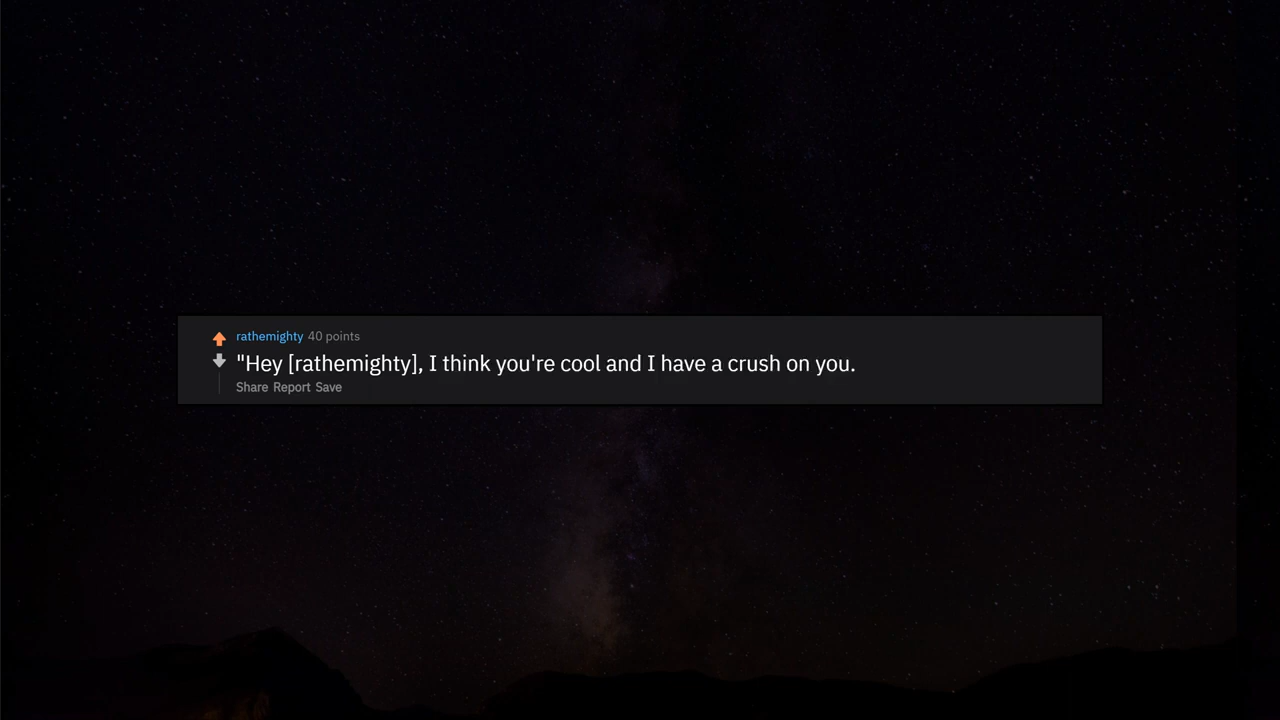 rathemighty 40 points
"Hey [rathemighty], I think you're cool and I have a crush on you.
Share Report Save